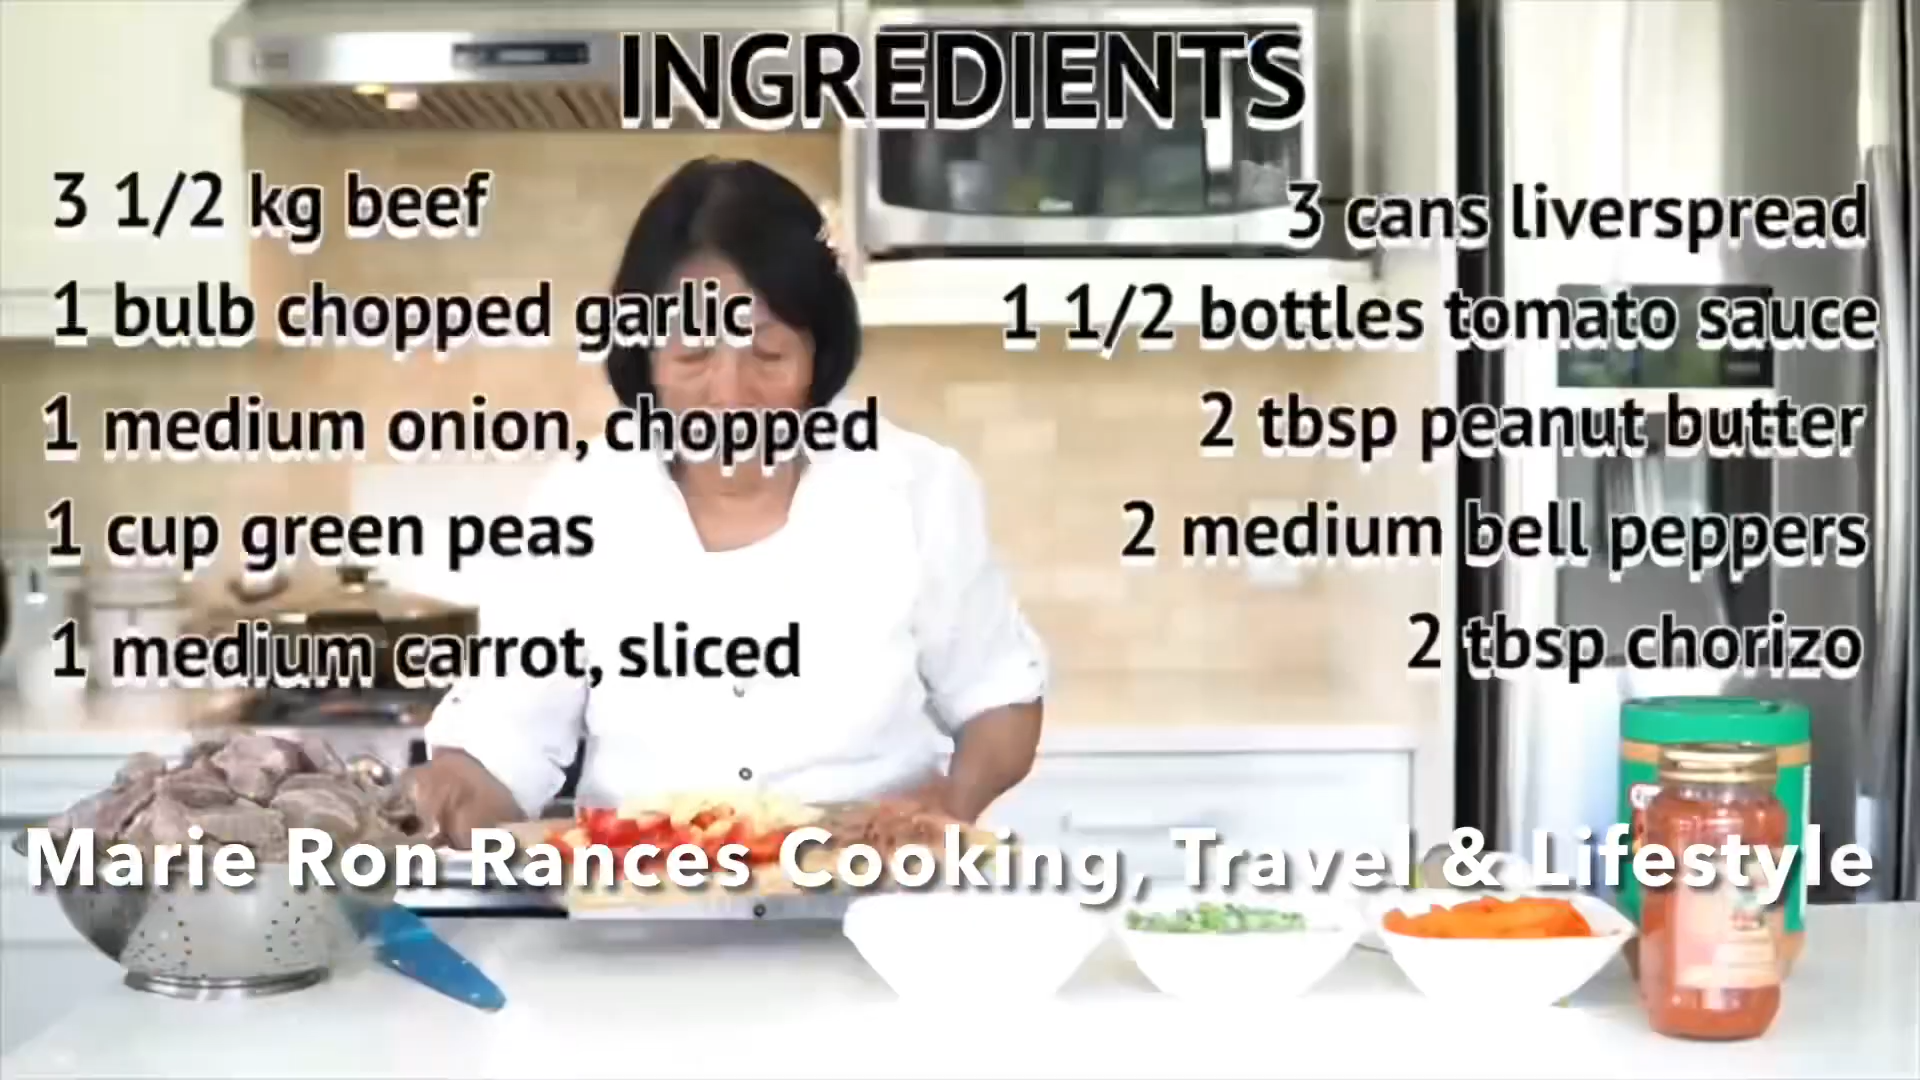 INGREDIENTS
3 1/2 kg beef
1 bulb chopped garlic
1 medium onion, chopped
1 cup green peas
1 medium carrot, sliced
3 cans liverspread
1 1/2 bottles tomato sauce
2 tbsp peanut butter
2 medium bell peppers
2 tbsp chorizo
Marie Ron Rances Cooking, Travel & Lifestyle